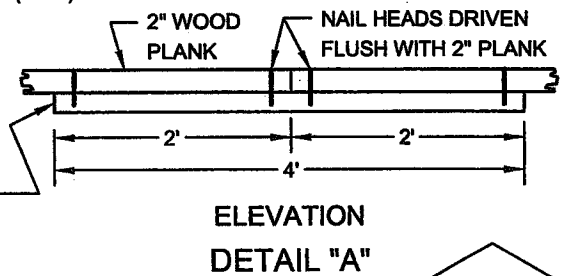 2" WOOD
PLANK
NAIL HEADS DRIVEN
FLUSH WITH 2" PLANK
2'
2'
4'
ELEVATION
DETAIL "A"